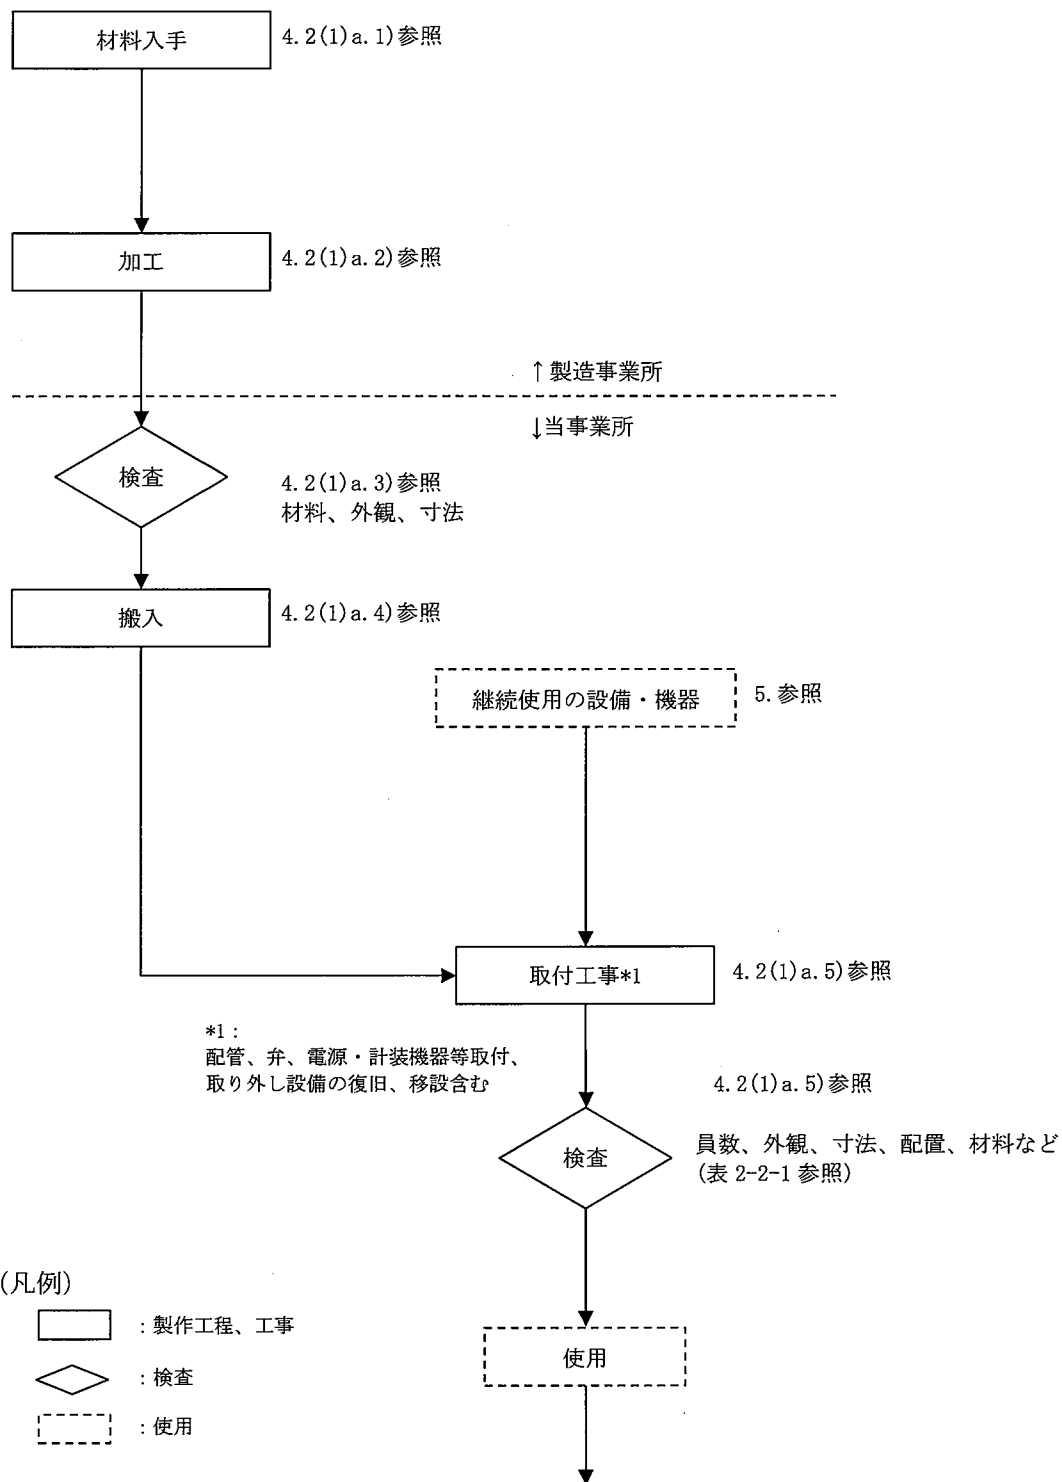 材料入手
4.2(1)a.1)参照
加工
4.2(1)a.2)参照
↑製造事業所
↓当事業所
検査
4.2(1)a.3)参照
材料、外観、寸法
搬入
4.2(1)a.4)参照
継続使用の設備・機器
5.参照
取付工事*1
4.2(1)a.5)参照
*1:
配管、弁、電源・計装機器等取付、
取り外し設備の復旧、移設含む
4.2(1)a.5)参照
検査
員数、外観、寸法、配置、材料など
(表 2-2-1 参照)
(凡例)
:製作工程、工事
:検査
:使用
使用